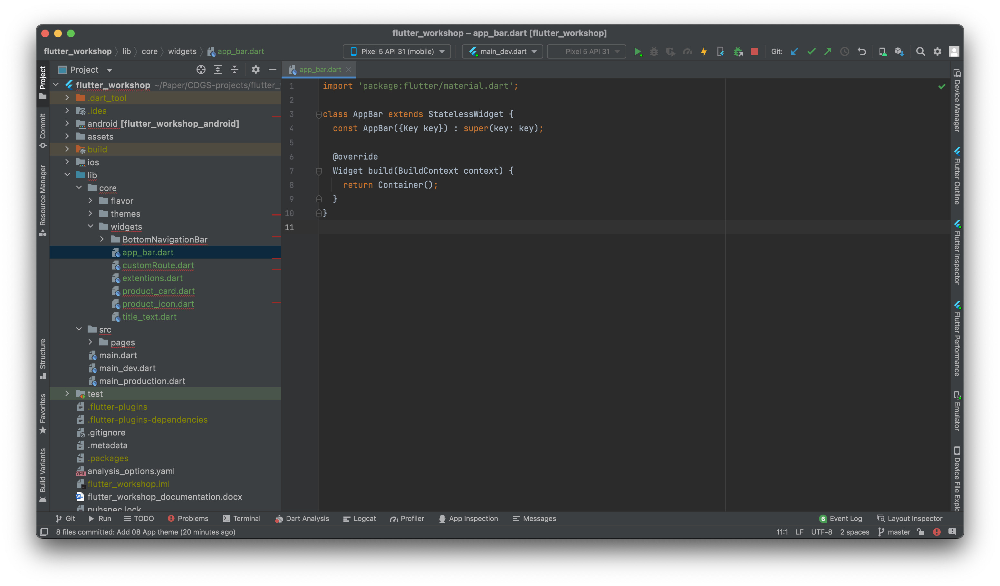 flutter_workshop – app_bar.dart [flutter_workshop]
flutter_workshop lib core widgets app_bar.dart
Pixel 5 API 31 (mobile) main_dev.dart Pixel 5 API 31 Git:
Project
app_bar.dart
flutter_workshop ~/Paper/CDGS-projects/flutter_
.dart_tool
.idea
android [flutter_workshop_android]
assets
build
ios
lib
core
flavor
themes
widgets
BottomNavigationBar
app_bar.dart
customRoute.dart
extentions.dart
product_card.dart
product_icon.dart
title_text.dart
src
pages
main.dart
main_dev.dart
main_production.dart
test
.flutter-plugins
.flutter-plugins-dependencies
.gitignore
.metadata
.packages
analysis_options.yaml
flutter_workshop.iml
flutter_workshop_documentation.docx
pubspec.lock
1 import 'package:flutter/material.dart';
2
3 class AppBar extends StatelessWidget {
4 const AppBar({Key key}) : super(key: key);
5
6 @override
7 Widget build(BuildContext context) {
8 return Container();
9 }
10 }
11
Project
Commit
Resource Manager
Structure
Favorites
Build Variants
Device Manager
Flutter Outline
Flutter Inspector
Flutter Performance
Emulator
Device File Explo
Git Run TODO Problems Terminal Dart Analysis Logcat Profiler App Inspection Messages 6 Event Log Layout Inspector
8 files committed: Add 08 App theme (20 minutes ago) 11:1 LF UTF-8 2 spaces master